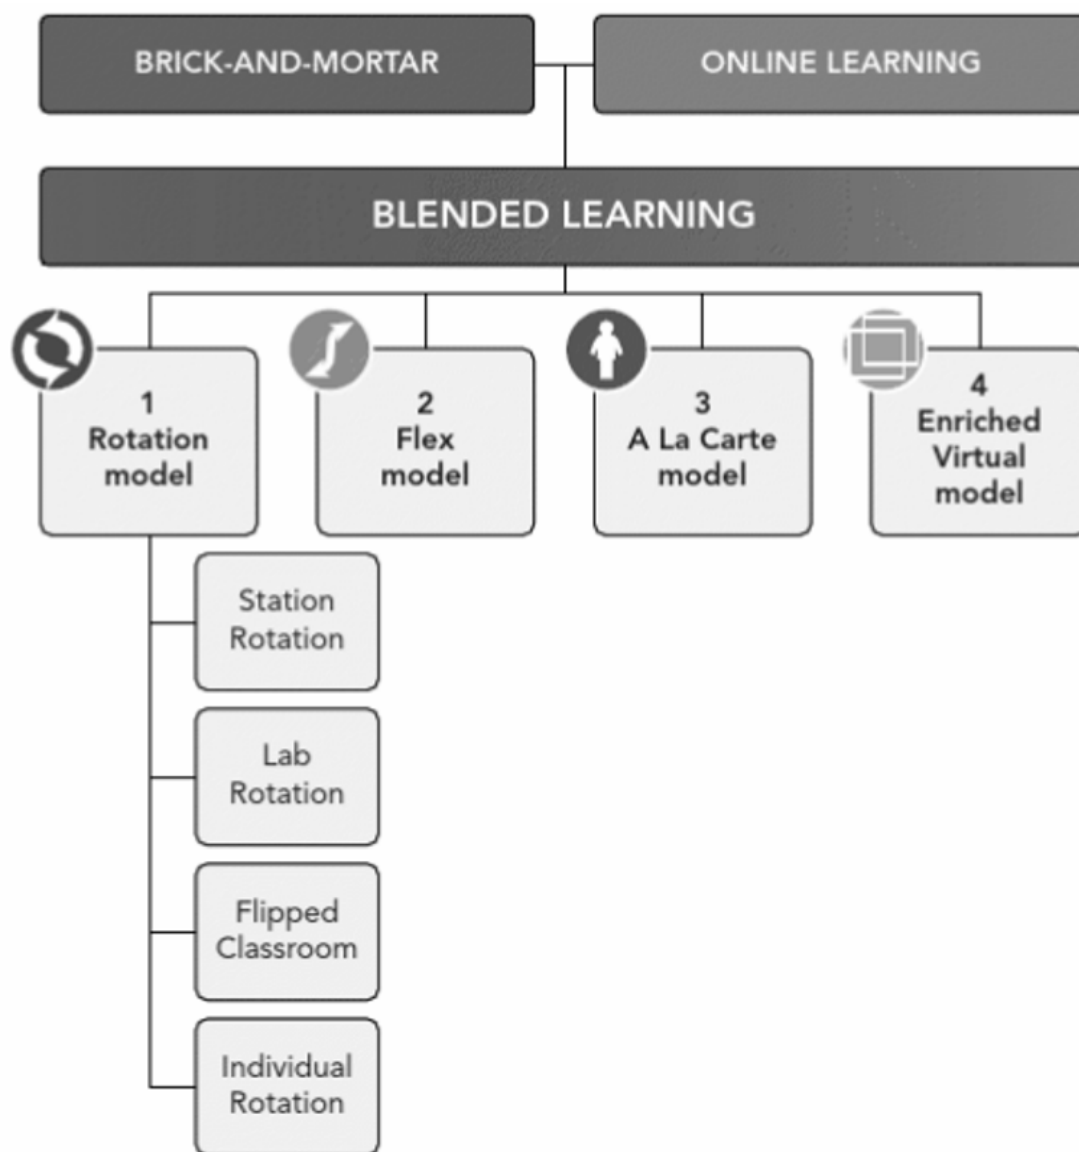 BRICK-AND-MORTAR
ONLINE LEARNING
BLENDED LEARNING
1
Rotation
model
2
Flex
model
3
A La Carte
model
4
Enriched
Virtual
model
Station
Rotation
Lab
Rotation
Flipped
Classroom
Individual
Rotation